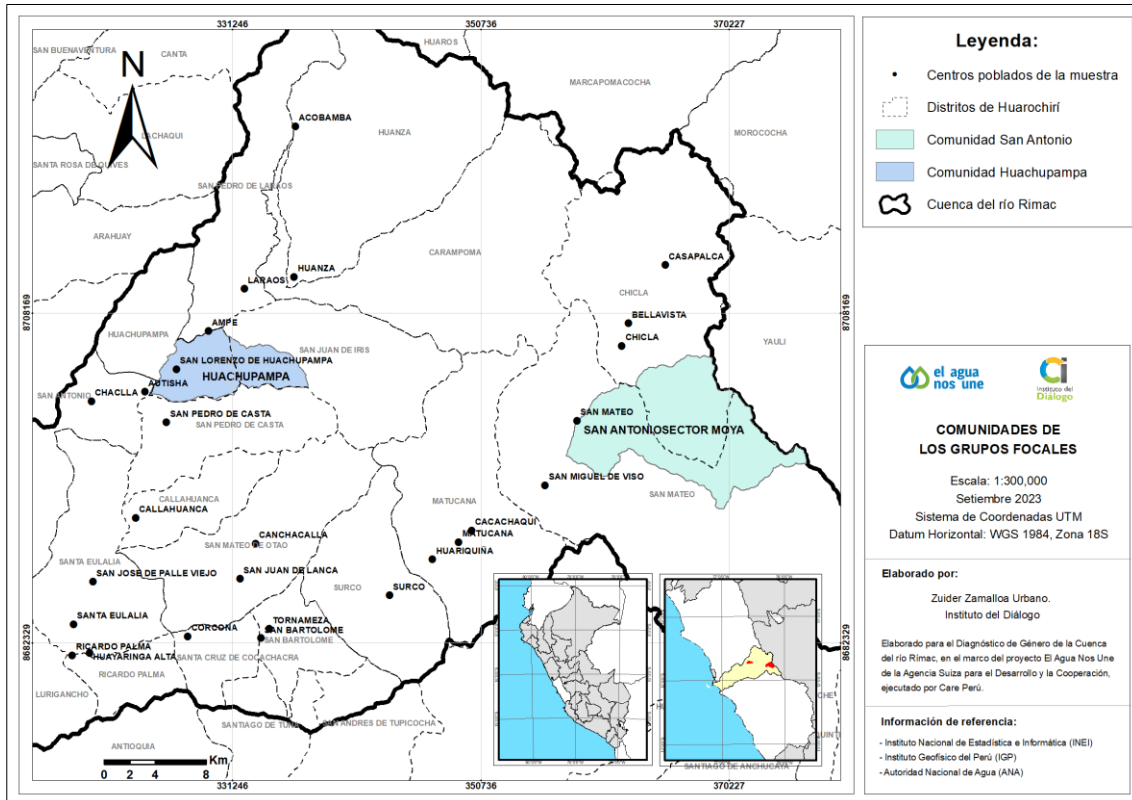 331246
350736
370227
SAN BUENAVENTURA
CANTA
HUAROS
MARCAPOMACOCHA
N
ACOBAMBA
HUANZA
MOROCOCHA
LACHAQUI
SANTA ROSA DE QUIVES
SAN PEDRO DE LARAOS
ARAHUAY
CARAMPOMA
CASAPALCA
HUANZA
LARAOS
CHICLA
8708169
8708169
BELLAVISTA
AMPE
HUACHUPAMPA
CHICLA
YAULI
SAN JUAN DE IRIS
SAN LORENZO DE HUACHUPAMPA
HUACHUPAMPA
AUTISHA
CHACLLA
SAN ANTONIO
SAN MATEO
SAN PEDRO DE CASTA
SAN PEDRO DE CASTA
SAN ANTONIOSECTOR MOYA
SAN MIGUEL DE VISO
SAN MATEO
CALLAHUANCA
MATUCANA
CALLAHUANCA
CACACHAQUI
CANCHACALLA
MATUCANA
SAN MATEO DE OTAO
HUARIQUIÑA
SANTA EULALIA
SAN JOSE DE PALLE VIEJO
SAN JUAN DE LANCA
SURCO
SURCO
SANTA EULALIA
TORNAMEZA
CORCONA
SAN BARTOLOME
SAN BARTOLOME
8682329
8682329
RICARDO PALMA
HUAYARINGA ALTA
SANTA CRUZ DE COCACHACRA
RICARDO PALMA
LURIGANCHO
SANTIAGO DE TUNA
SAN ANDRES DE TUPICOCHA
ANTIOQUIA
Km
0 2 4 8
SANTIAGO DE ANCHUCAYA
331246
350736
370227
Leyenda:
Centros poblados de la muestra
Distritos de Huarochirí
Comunidad San Antonio
Comunidad Huachupampa
Cuenca del río Rimac
el agua
nos une
Ci
Instituto del
Diálogo
COMUNIDADES DE
LOS GRUPOS FOCALES
Escala: 1:300,000
Setiembre 2023
Sistema de Coordenadas UTM
Datum Horizontal: WGS 1984, Zona 18S
Elaborado por:
Zuider Zamalloa Urbano.
Instituto del Diálogo
Elaborado para el Diagnóstico de Género de la Cuenca
del río Rímac, en el marco del proyecto El Agua Nos Une
de la Agencia Suiza para el Desarrollo y la Cooperación,
ejecutado por Care Perú.
Información de referencia:
- Instituto Nacional de Estadística e Informática (INEI)
- Instituto Geofísico del Perú (IGP)
- Autoridad Nacional de Agua (ANA)